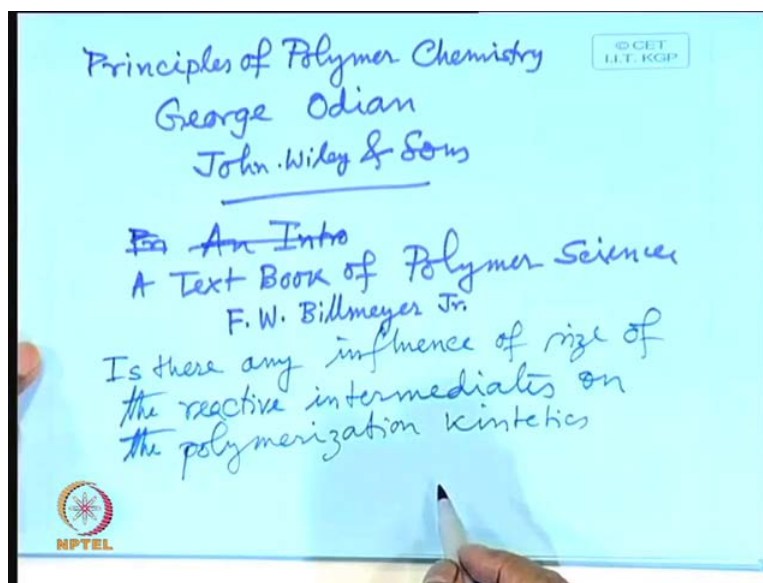 Principles of Polymer Chemistry
© CET
I.I.T. KGP
George Odian
John. Wiley & Sons
An Intro
A Text Book of Polymer Science
F. W. Billmeyer Jr.
Is there any influence of size of
the reactive intermediates on
the polymerization kintetics
NPTEL